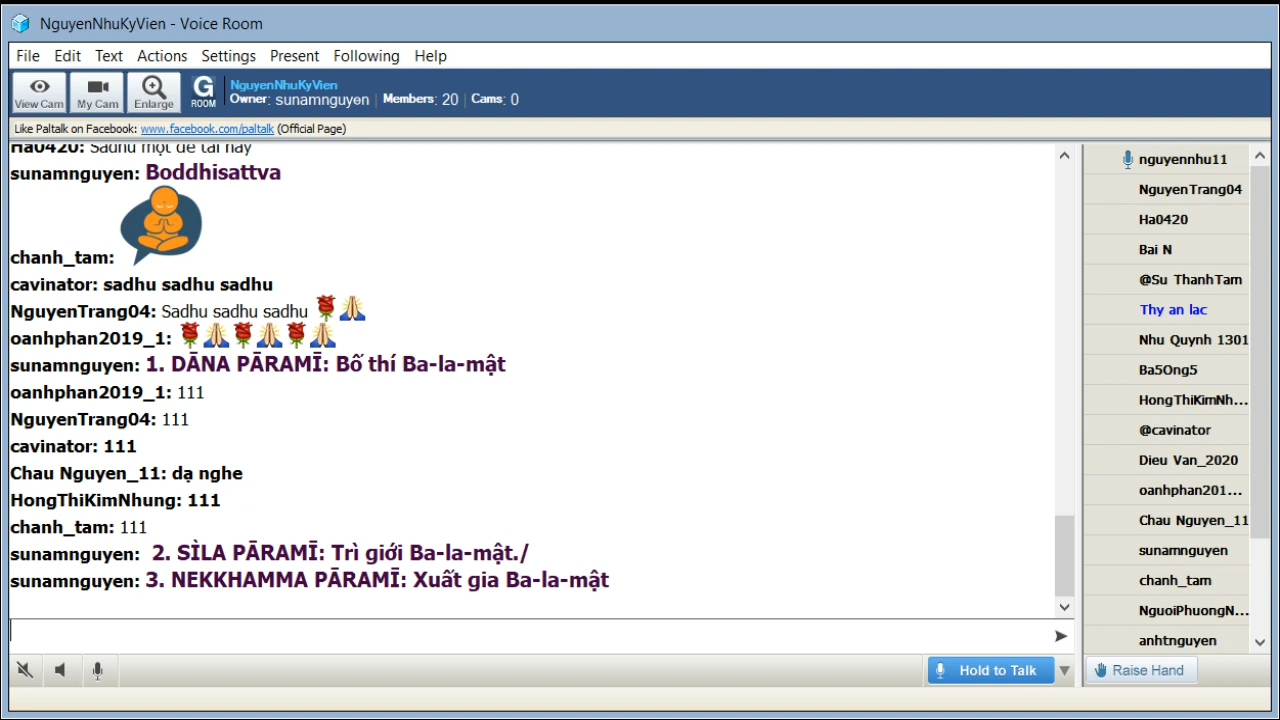 NguyenNhuKyVien - Voice Room
File Edit Text Actions Settings Present Following Help
View Cam My Cam Enlarge G ROOM
NguyenNhuKyVien
Owner: sunamnguyen | Members: 20 | Cams: 0
Like Paltalk on Facebook: www.facebook.com/paltalk (Official Page)
Ha0420: Sadhu một đề tài hay
sunamnguyen: Boddhisattva
chanh_tam:
cavinator: sadhu sadhu sadhu
NguyenTrang04: Sadhu sadhu sadhu
oanhphan2019_1:
sunamnguyen: 1. DĀNA PĀRAMĪ: Bố thí Ba-la-mật
oanhphan2019_1: 111
NguyenTrang04: 111
cavinator: 111
Chau Nguyen_11: dạ nghe
HongThiKimNhung: 111
chanh_tam: 111
sunamnguyen: 2. SÌLA PĀRAMĪ: Trì giới Ba-la-mật./
sunamnguyen: 3. NEKKHAMMA PĀRAMĪ: Xuất gia Ba-la-mật
nguyennhu11
NguyenTrang04
Ha0420
Bai N
@Su ThanhTam
Thy an lac
Nhu Quynh 1301
Ba5Ong5
HongThiKimNh...
@cavinator
Dieu Van_2020
oanhphan201...
Chau Nguyen_11
sunamnguyen
chanh_tam
NguoiPhuongN...
anhtnguyen
Hold to Talk
Raise Hand